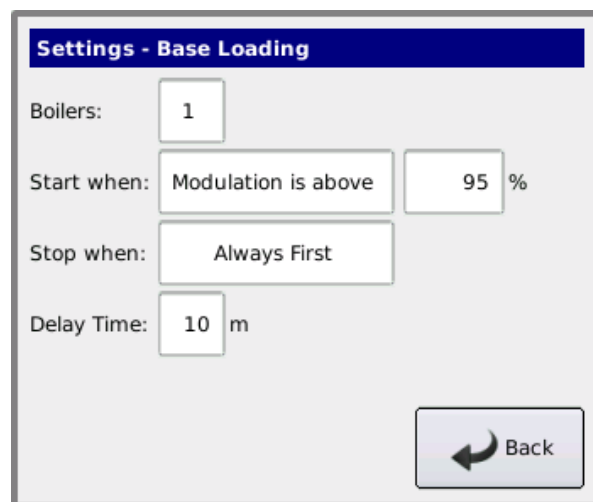 Settings - Base Loading
Boilers: 1
Start when: Modulation is above 95 %
Stop when: Always First
Delay Time: 10 m
Back